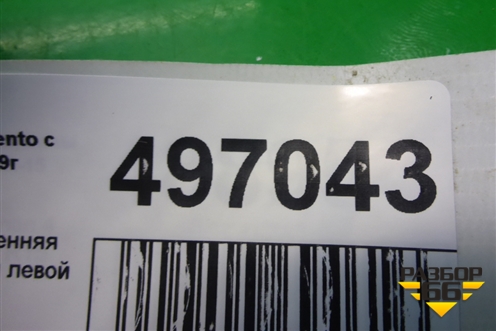 ento с
9г
497043
енняя
левой
РАЗБОР
66